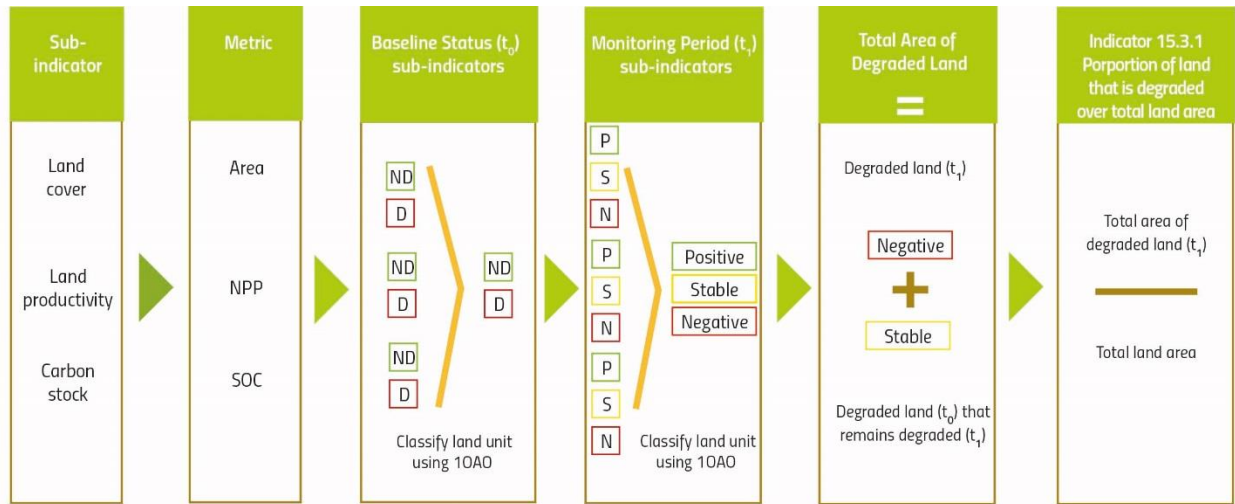 Sub-
indicator
Land
cover
Land
productivity
Carbon
stock
Metric
Area
NPP
SOC
Baseline Status (t0)
sub-indicators
ND
D
ND
D
ND
D
ND
D
Classify land unit
using 1OAO
Monitoring Period (t1)
sub-indicators
P
S
N
P
S
N
P
S
N
Positive
Stable
Negative
Classify land unit
using 1OAO
Total Area of
Degraded Land
=
Degraded land (t1)
Negative
+
Stable
Degraded land (t0) that
remains degraded (t1)
Indicator 15.3.1
Porportion of land
that is degraded
over total land area
Total area of
degraded land (t1)
Total land area